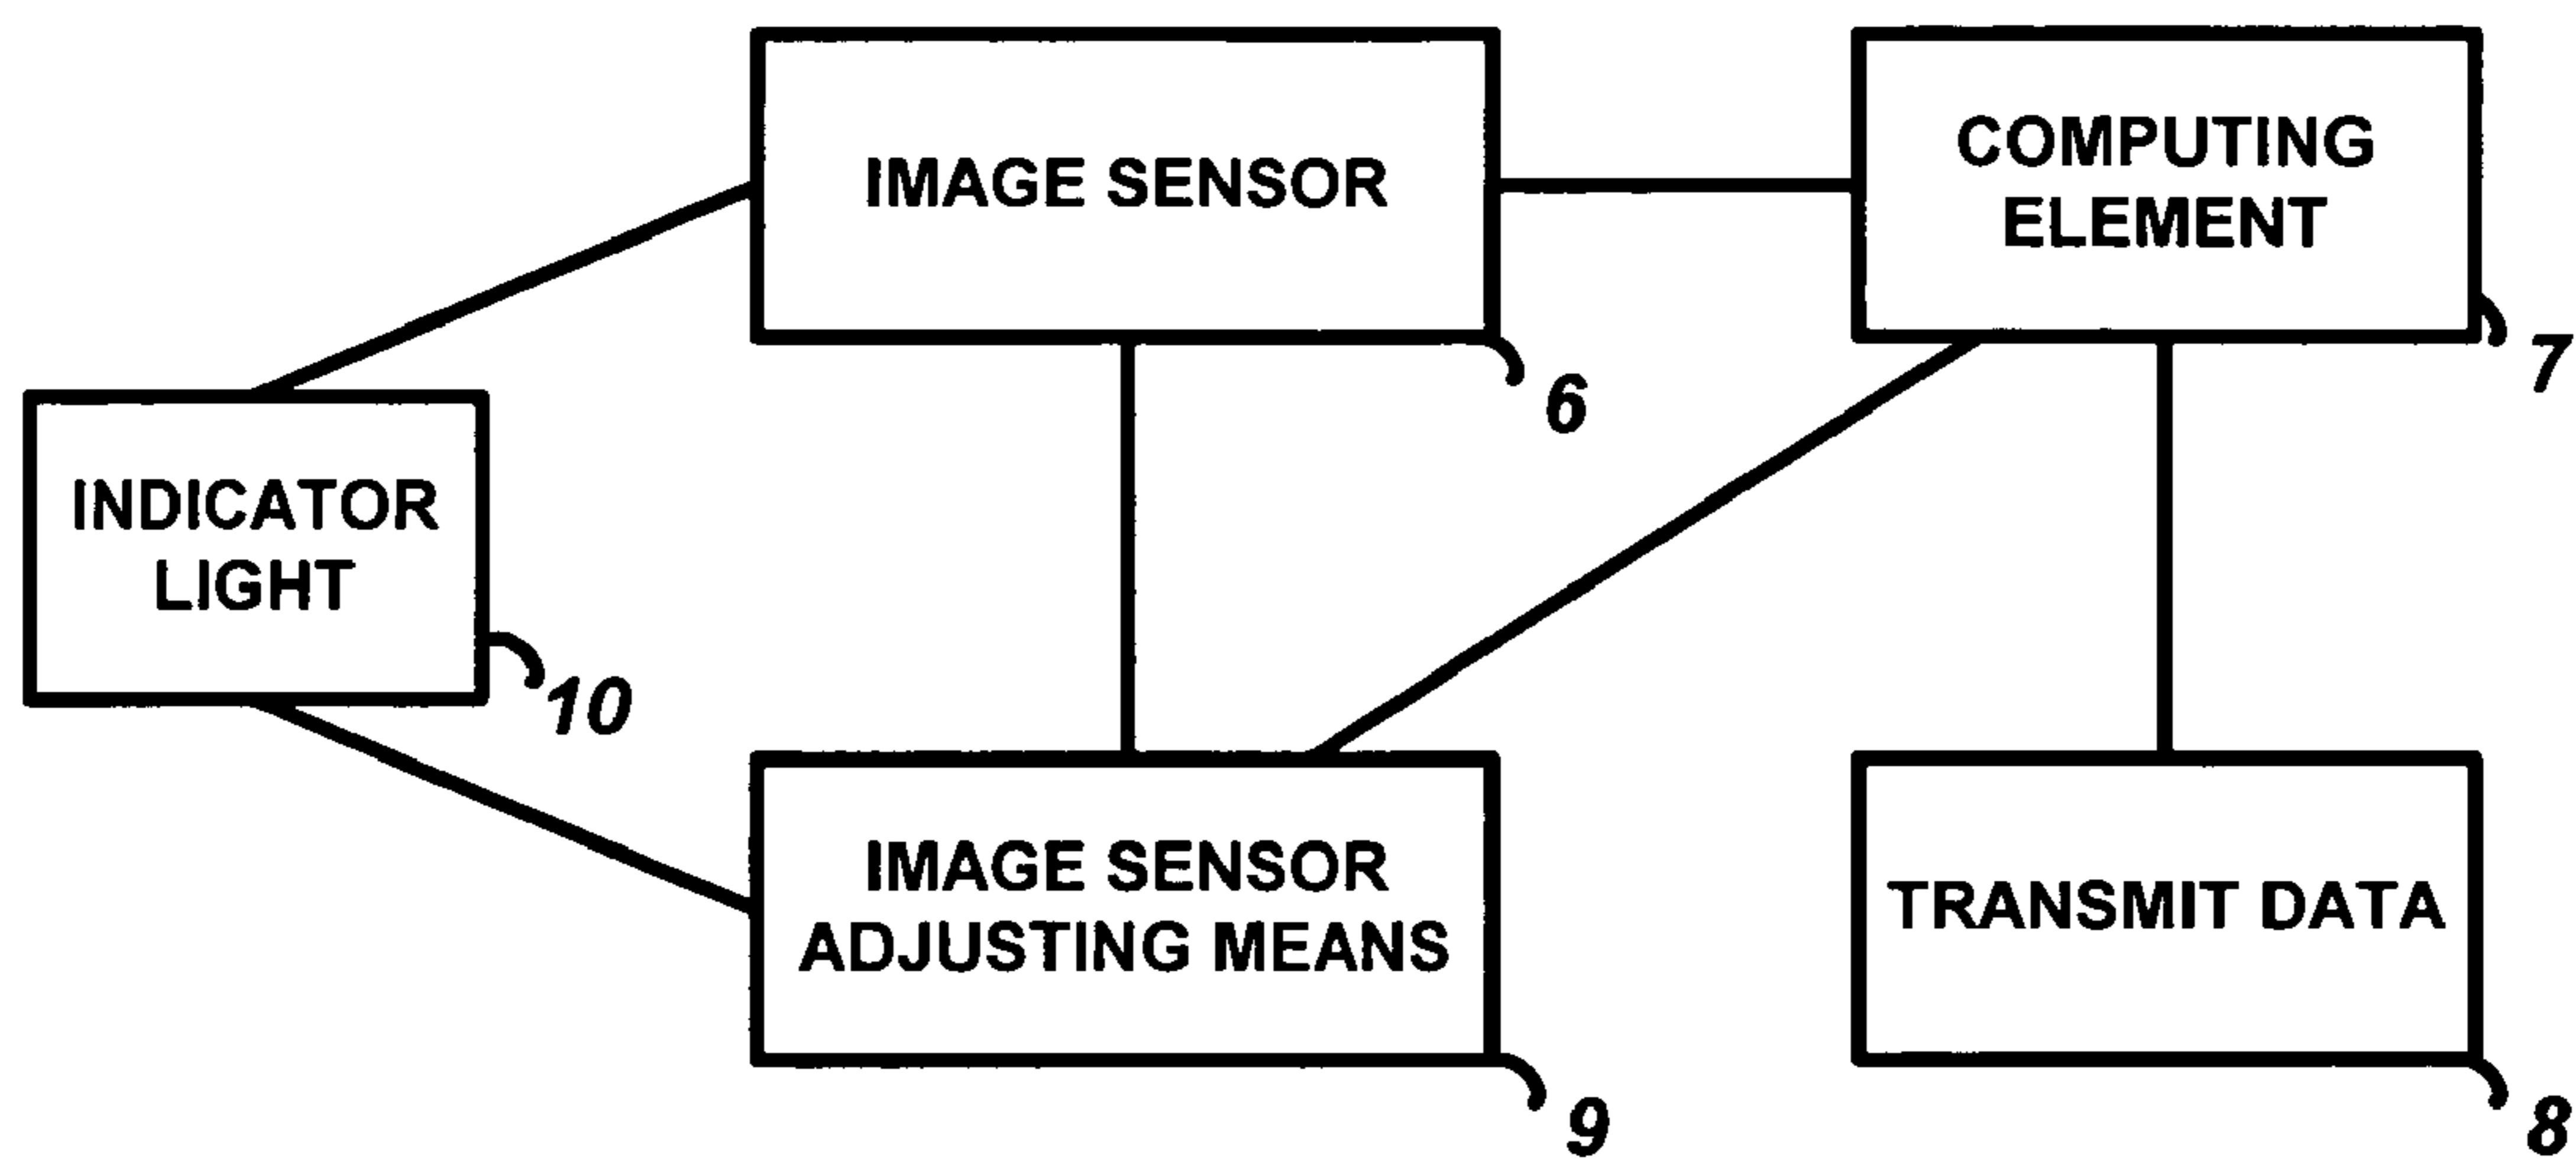 IMAGE SENSOR
6
COMPUTING
ELEMENT
7
INDICATOR
LIGHT
10
IMAGE SENSOR
ADJUSTING MEANS
9
TRANSMIT DATA
8